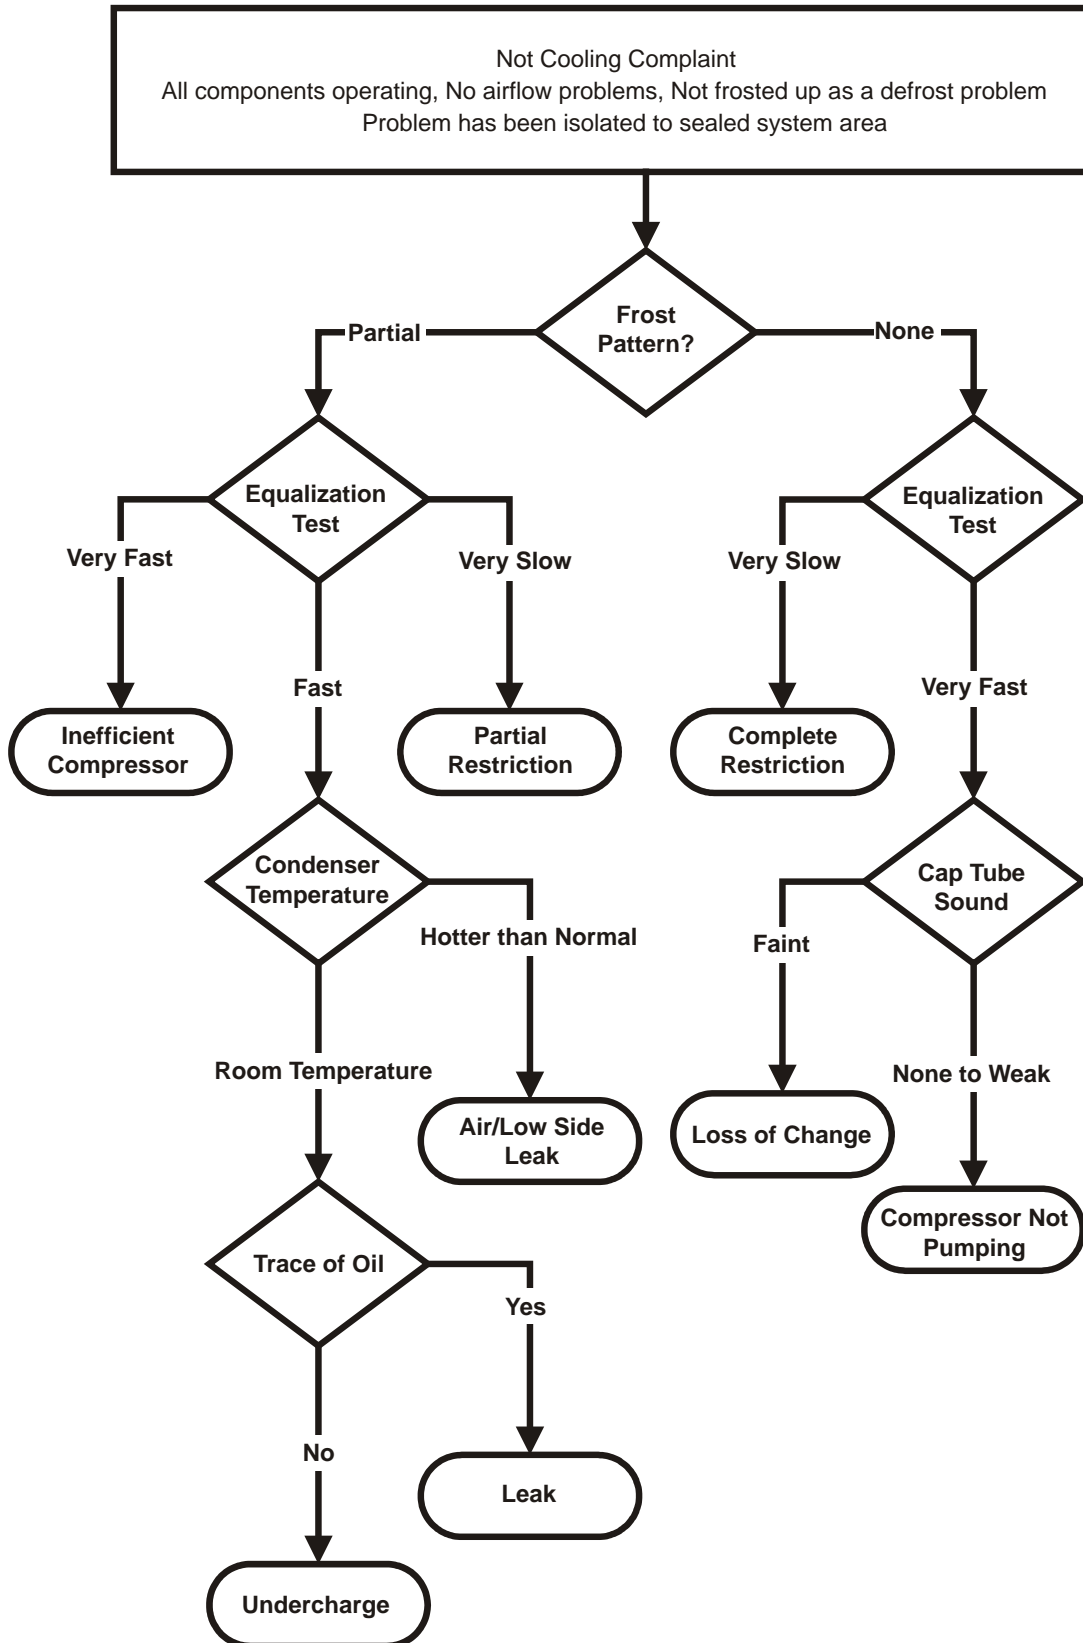 Not Cooling Complaint
All components operating, No airflow problems, Not frosted up as a defrost problem
Problem has been isolated to sealed system area
Frost
Pattern?
Partial
None
Equalization
Test
Equalization
Test
Very Fast
Very Slow
Very Slow
Fast
Very Fast
Inefficient
Compressor
Partial
Restriction
Complete
Restriction
Condenser
Temperature
Cap Tube
Sound
Hotter than Normal
Faint
Room Temperature
None to Weak
Air/Low Side
Leak
Loss of Change
Compressor Not
Pumping
Trace of Oil
Yes
No
Leak
Undercharge